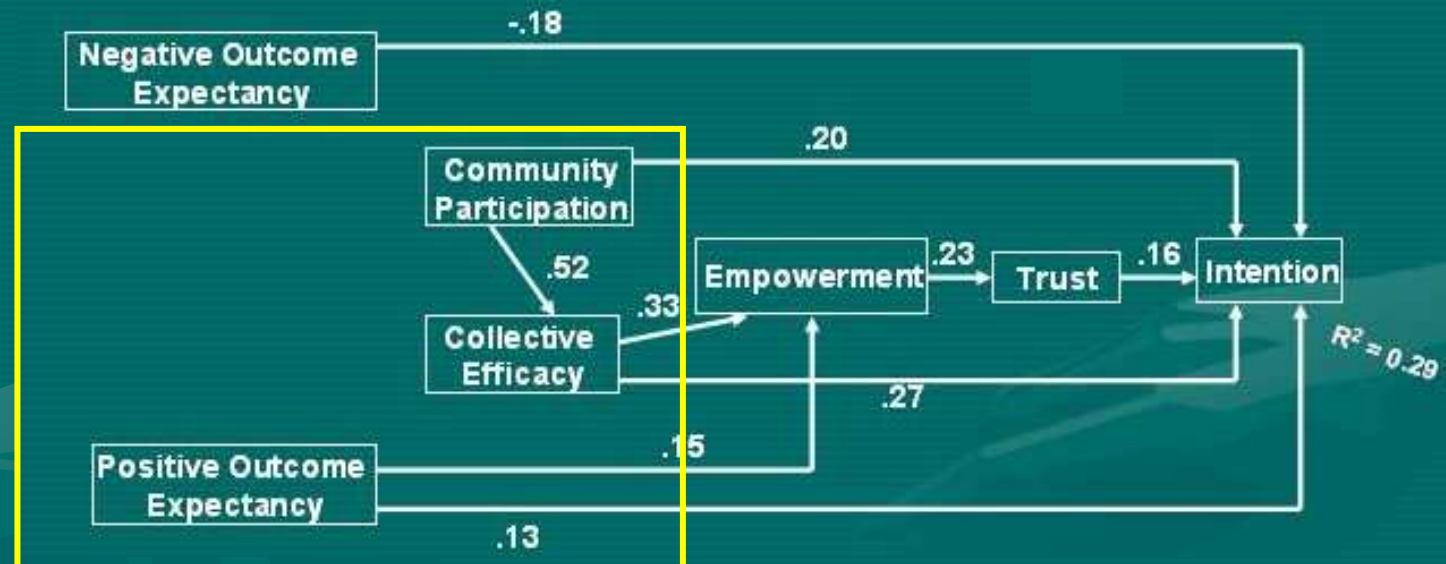 -.18
Negative Outcome
Expectancy
.20
Community
Participation
.52
.33
Empowerment
.23
Trust
.16
Intention
Collective
Efficacy
R² = 0.29
.27
.15
Positive Outcome
Expectancy
.13